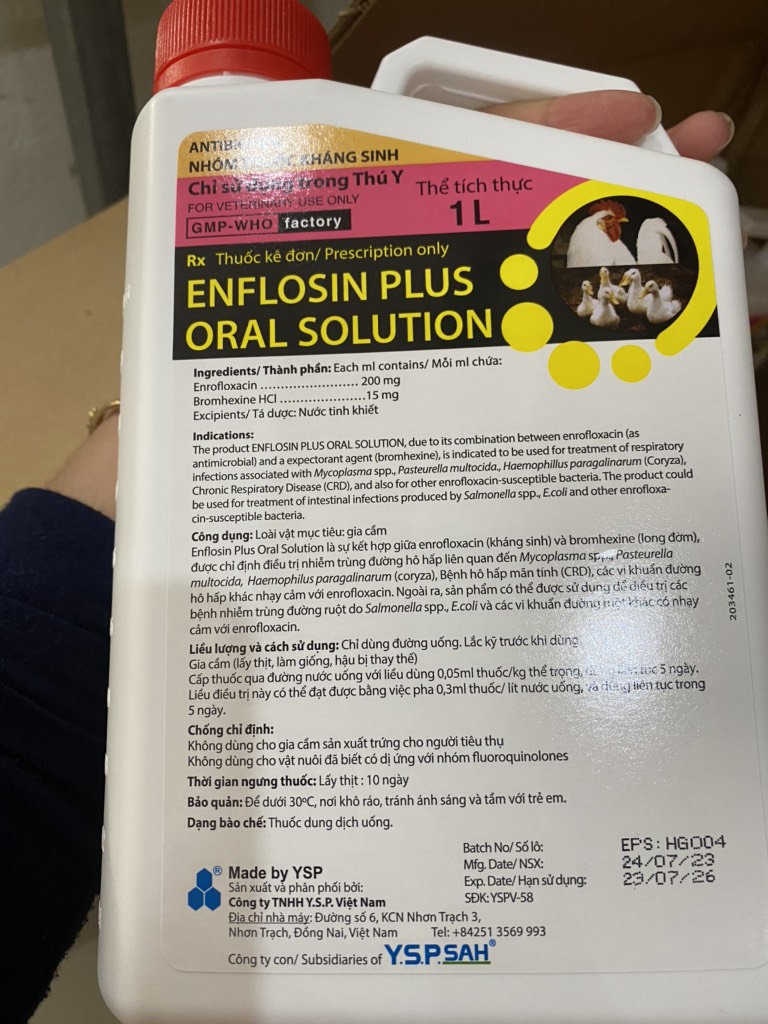 NHÓM KHÁNG SINH
Chỉ sử dụng trong Thú Y
FOR VETERINARY USE ONLY
GMP-WHO factory
Thể tích thực
1 L
Rx Thuốc kê đơn/ Prescription only
ENFLOSIN PLUS
ORAL SOLUTION
Ingredients/ Thành phần: Each ml contains/ Mỗi ml chứa:
Enrofloxacin ........................ 200 mg
Bromhexine HCl .....................15 mg
Excipients/ Tá dược: Nước tinh khiết
Indications:
The product ENFLOSIN PLUS ORAL SOLUTION, due to its combination between enrofloxacin (as
antimicrobial) and a expectorant agent (bromhexine), is indicated to be used for treatment of respiratory
infections associated with Mycoplasma spp., Pasteurella multocida., Haemophillus paragalinarum (Coryza),
Chronic Respiratory Disease (CRD), and also for other enrofloxacin-susceptible bacteria. The product could
be used for treatment of intestinal infections produced by Salmonella spp., E.coli and other enrofloxa-
cin-susceptible bacteria.
Công dụng: Loài vật mục tiêu: gia cầm
Enflosin Plus Oral Solution là sự kết hợp giữa enrofloxacin (kháng sinh) và bromhexine (long đờm),
được chỉ định điều trị nhiễm trùng đường hô hấp liên quan đến Mycoplasma spp., Pasteurella
multocida, Haemophilus paragalinarum (coryza), Bệnh hô hấp mãn tính (CRD), các vi khuẩn đường
hô hấp khác nhạy cảm với enrofloxacin. Ngoài ra, sản phẩm có thể được sử dụng để điều trị các
bệnh nhiễm trùng đường ruột do Salmonella spp., E.coli và các vi khuẩn đường ruột khác có nhạy
cảm với enrofloxacin.
Liều lượng và cách sử dụng: Chỉ dùng đường uống. Lắc kỹ trước khi dùng
Gia cầm (lấy thịt, làm giống, hậu bị thay thế)
Cấp thuốc qua đường nước uống với liều dùng 0,05ml thuốc/kg thể trọng, 5 ngày.
Liều điều trị này có thể đạt được bằng việc pha 0,3ml thuốc/ lít nước uống, và dùng liên tục trong
5 ngày.
Chống chỉ định:
Không dùng cho gia cầm sản xuất trứng cho người tiêu thụ
Không dùng cho vật nuôi đã biết có dị ứng với nhóm fluoroquinolones
Thời gian ngưng thuốc: Lấy thịt : 10 ngày
Bảo quản: Để dưới 30ºC, nơi khô ráo, tránh ánh sáng và tầm với trẻ em.
Dạng bào chế: Thuốc dung dịch uống.
203461-02
Batch No/ Số lô: EPS: HG004
Mfg. Date/ NSX: 24/07/23
Exp. Date/ Hạn sử dụng: 23/07/26
SĐK: YSPV-58
® Made by YSP
Sản xuất và phân phối bởi:
Công ty TNHH Y.S.P. Việt Nam
Địa chỉ nhà máy: Đường số 6, KCN Nhơn Trạch 3,
Nhơn Trạch, Đồng Nai, Việt Nam Tel: +84251 3569 993
Công ty con/ Subsidiaries of Y.S.P.SAH®